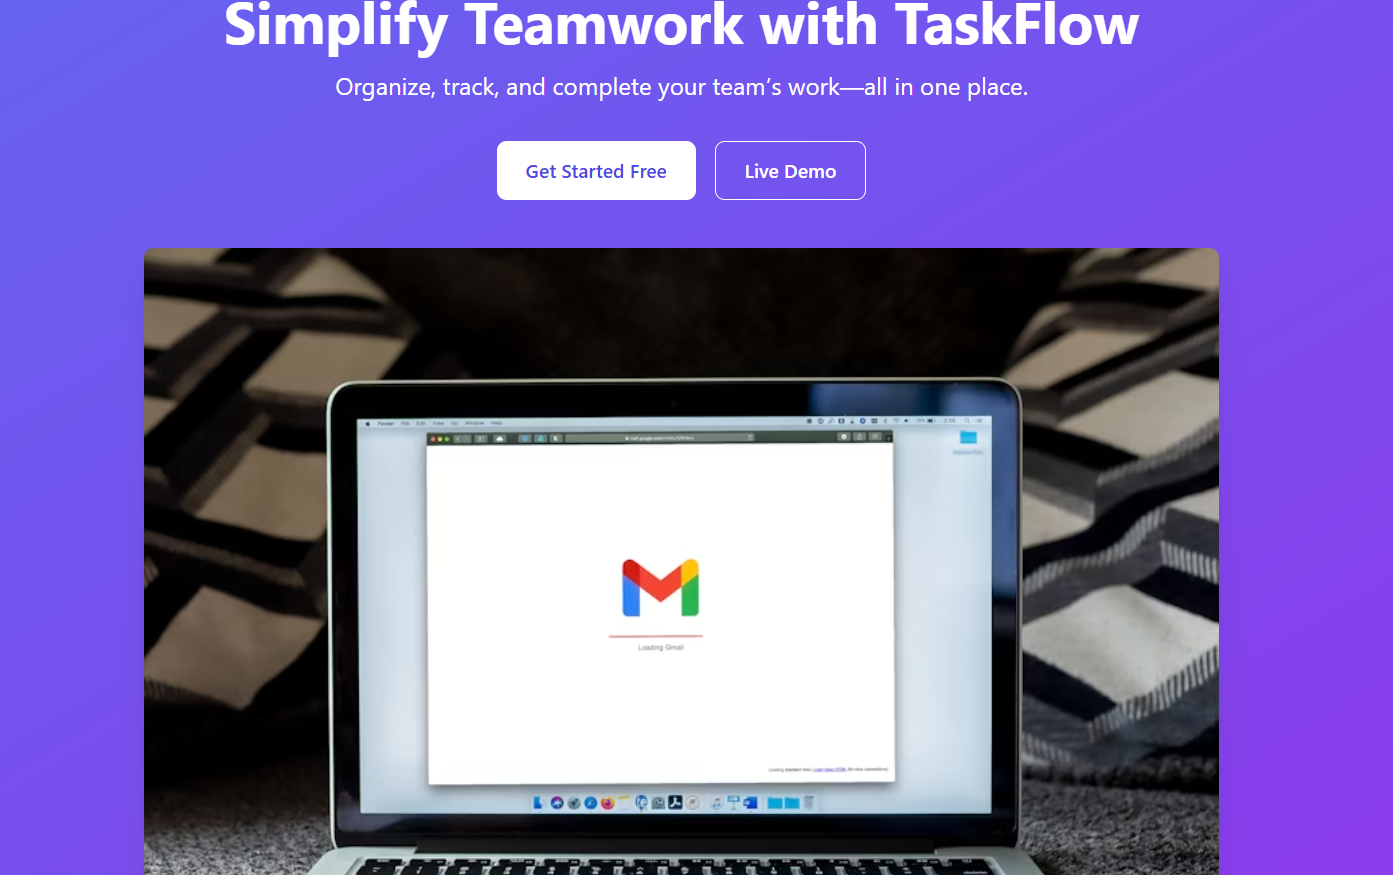 Simplify Teamwork with TaskFlow
Organize, track, and complete your team’s work—all in one place.
Get Started Free
Live Demo
Finder File Edit View Go Window Help
Loading Gmail